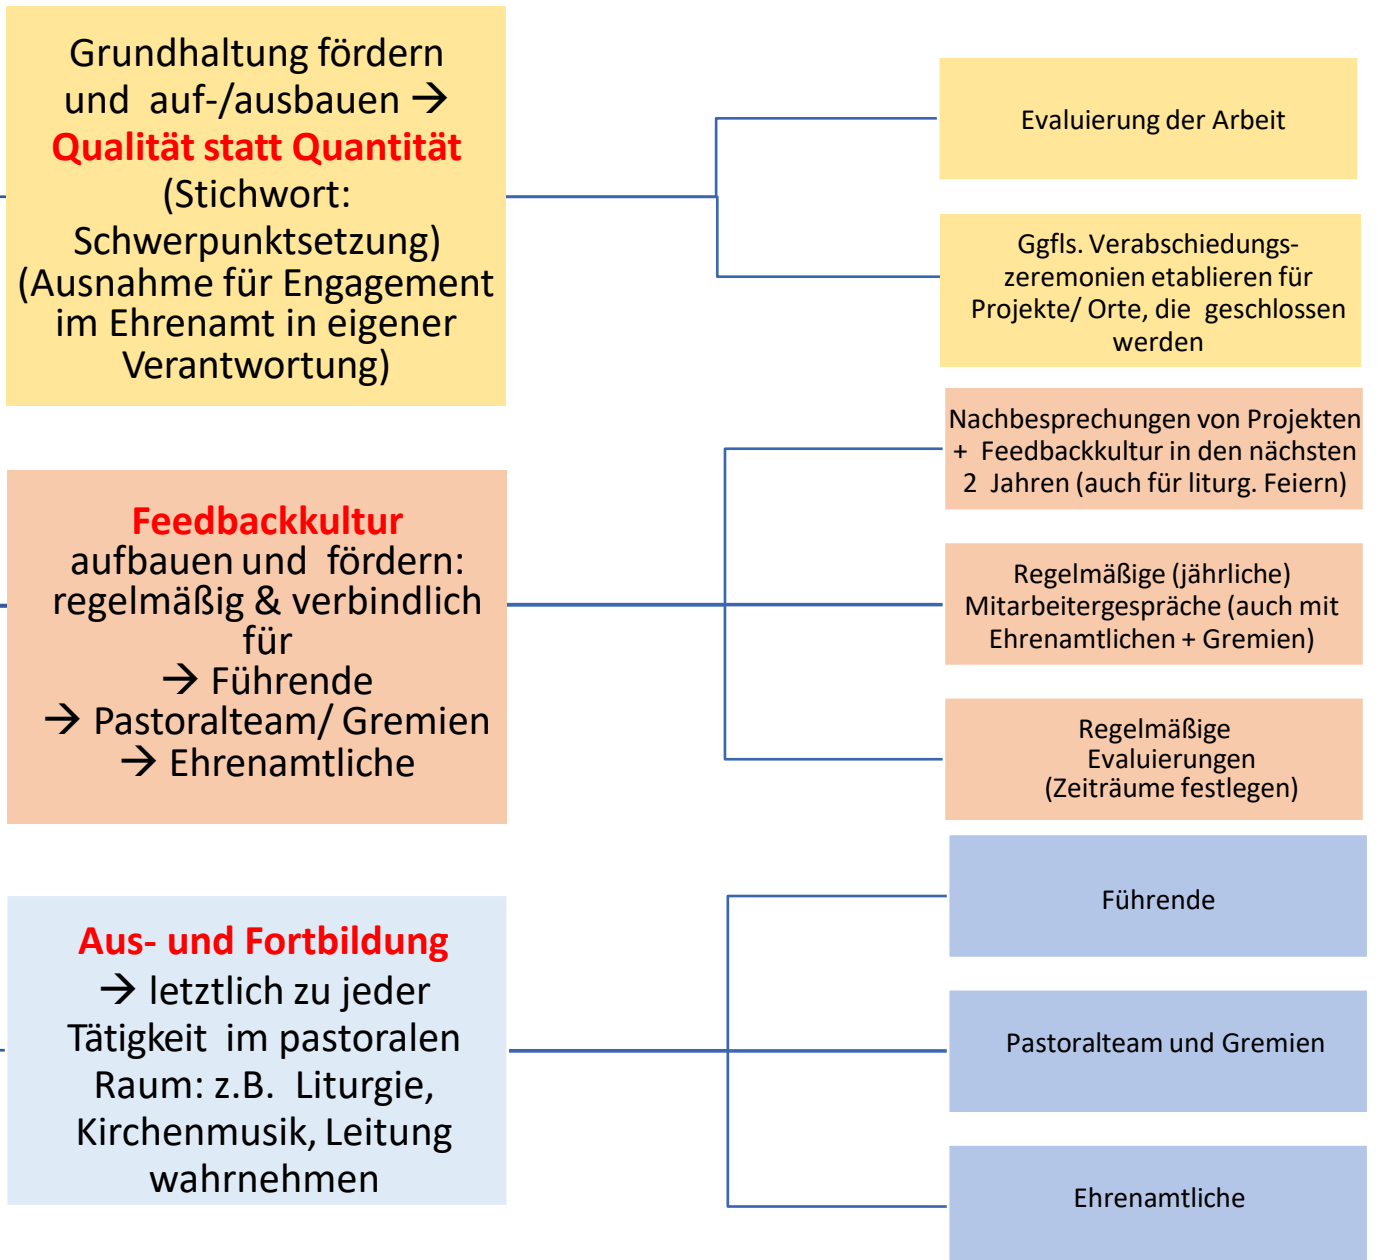 Grundhaltung fördern
und auf-/ausbauen →
Qualität statt Quantität
(Stichwort:
Schwerpunktsetzung)
(Ausnahme für Engagement
im Ehrenamt in eigener
Verantwortung)
Evaluierung der Arbeit
Ggfls. Verabschiedungs-
zeremonien etablieren für
Projekte/ Orte, die geschlossen
werden
Feedbackkultur
aufbauen und fördern:
regelmäßig & verbindlich
für
→ Führende
→ Pastoralteam/ Gremien
→ Ehrenamtliche
Nachbesprechungen von Projekten
+ Feedbackkultur in den nächsten
2 Jahren (auch für liturg. Feiern)
Regelmäßige (jährliche)
Mitarbeitergespräche (auch mit
Ehrenamtlichen + Gremien)
Regelmäßige
Evaluierungen
(Zeiträume festlegen)
Aus- und Fortbildung
→ letztlich zu jeder
Tätigkeit im pastoralen
Raum: z.B. Liturgie,
Kirchenmusik, Leitung
wahrnehmen
Führende
Pastoralteam und Gremien
Ehrenamtliche